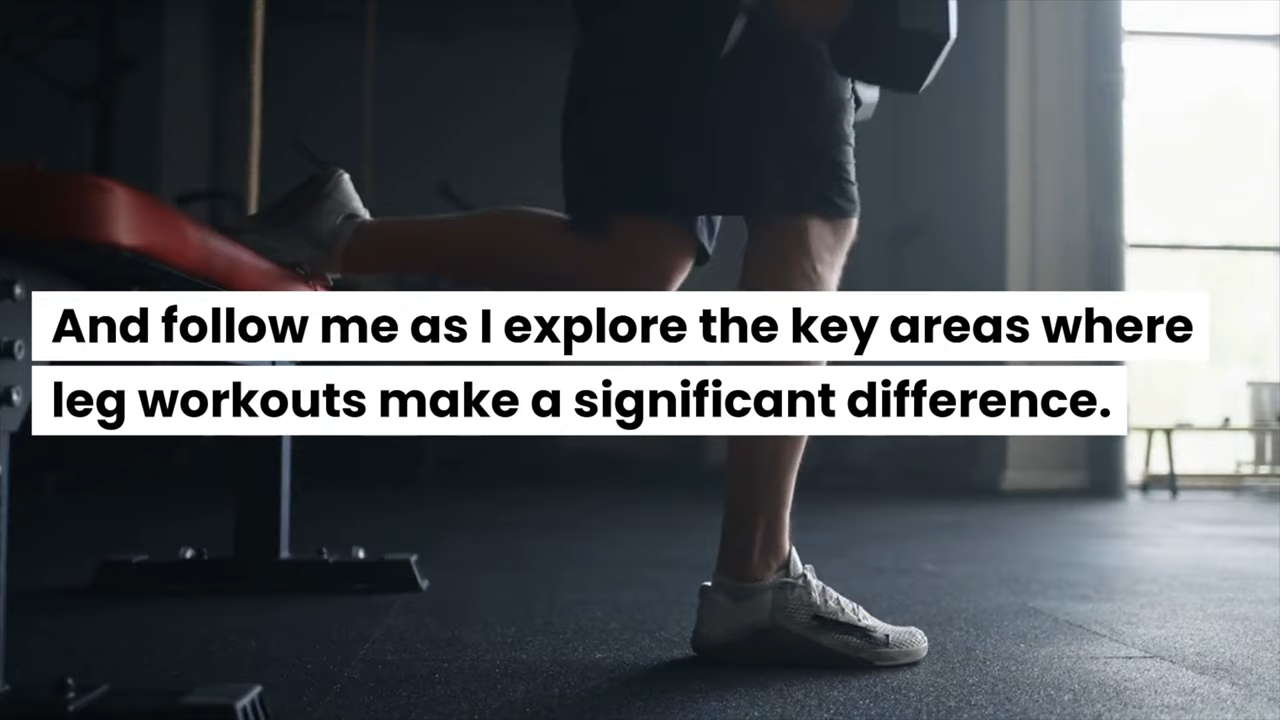 And follow me as I explore the key areas where
leg workouts make a significant difference.